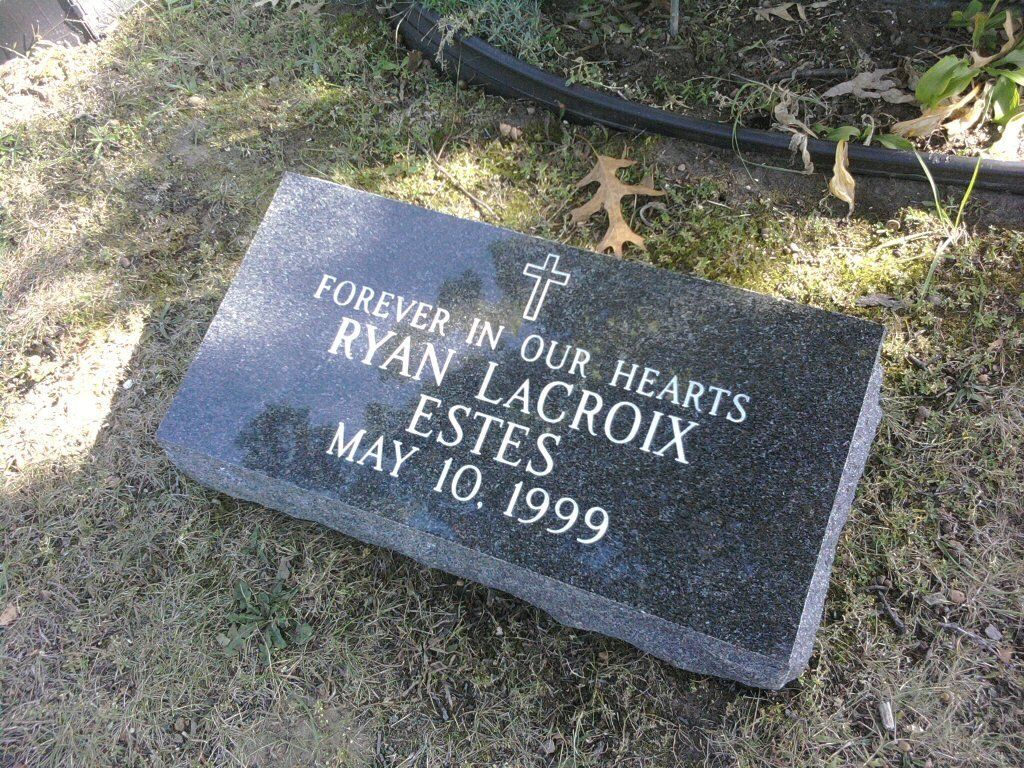 FOREVER IN OUR HEARTS
RYAN LACROIX
ESTES
MAY 10, 1999